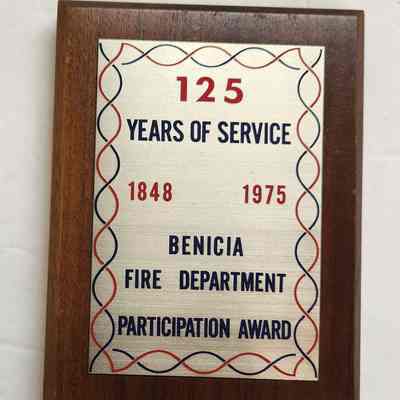 125
YEARS OF SERVICE
1848 1975
BENICIA
FIRE DEPARTMENT
PARTICIPATION AWARD